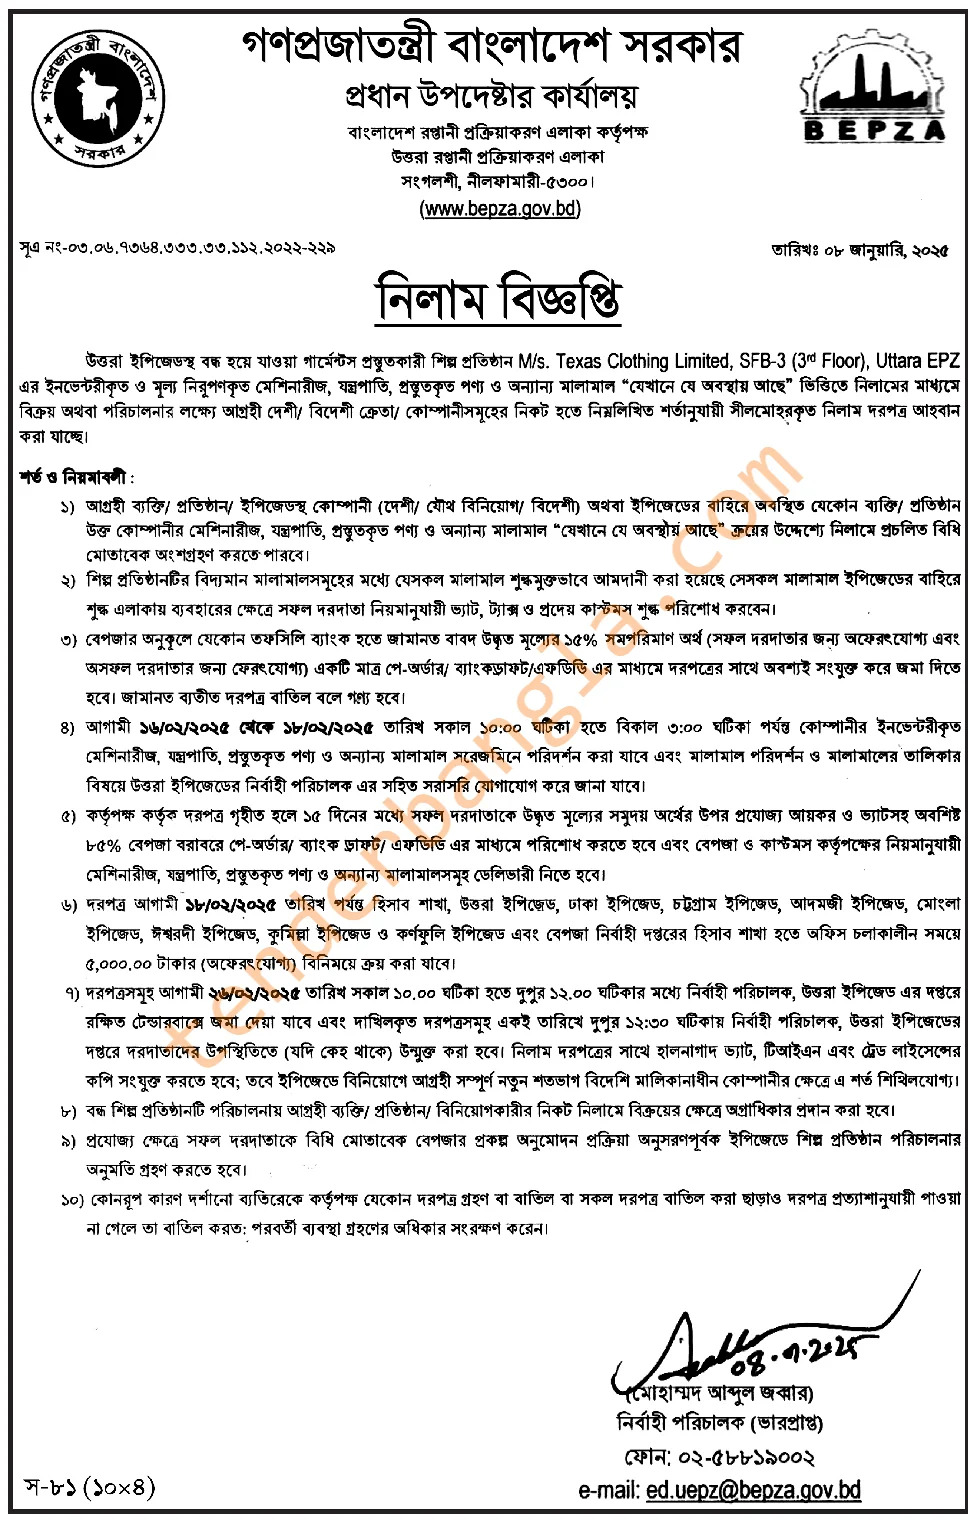 গণপ্রজাতন্ত্রী বাংলাদেশ
সরকার
গণপ্রজাতন্ত্রী বাংলাদেশ সরকার
প্রধান উপদেষ্টার কার্যালয়
বাংলাদেশ রপ্তানী প্রক্রিয়াকরণ এলাকা কর্তৃপক্ষ
উত্তরা রপ্তানী প্রক্রিয়াকরণ এলাকা
সংগলশী, নীলফামারী-৫৩০০।
(www.bepza.gov.bd)
BEPZA
সূএ নং-০৩.০৬.৭৩৬৪.৩৩৩.৩৩.১১২.২০২২-২২৯
তারিখঃ ০৮ জানুয়ারি, ২০২৫
নিলাম বিজ্ঞপ্তি
উত্তরা ইপিজেডস্থ বন্ধ হয়ে যাওয়া গার্মেন্টস প্রস্তুতকারী শিল্প প্রতিষ্ঠান M/s. Texas Clothing Limited, SFB-3 (3rd Floor), Uttara EPZ
এর ইনভেন্টরীকৃত ও মূল্য নিরূপণকৃত মেশিনারীজ, যন্ত্রপাতি, প্রস্তুতকৃত পণ্য ও অন্যান্য মালামাল “যেখানে যে অবস্থায় আছে” ভিত্তিতে নিলামের মাধ্যমে
বিক্রয় অথবা পরিচালনার লক্ষ্যে আগ্রহী দেশী/ বিদেশী ক্রেতা/ কোম্পানীসমূহের নিকট হতে নিম্নলিখিত শর্তানুযায়ী সীলমোহরকৃত নিলাম দরপত্র আহবান
করা যাচ্ছে।
শর্ত ও নিয়মাবলী :
১) আগ্রহী ব্যক্তি/ প্রতিষ্ঠান/ ইপিজেডস্থ কোম্পানী (দেশী/ যৌথ বিনিয়োগ/ বিদেশী) অথবা ইপিজেডের বাহিরে অবস্থিত যেকোন ব্যক্তি/ প্রতিষ্ঠান
উক্ত কোম্পানীর মেশিনারীজ, যন্ত্রপাতি, প্রস্তুতকৃত পণ্য ও অন্যান্য মালামাল “যেখানে যে অবস্থায় আছে” ক্রয়ের উদ্দেশ্যে নিলামে প্রচলিত বিধি
মোতাবেক অংশগ্রহণ করতে পারবে।
২) শিল্প প্রতিষ্ঠানটির বিদ্যমান মালামালসমূহের মধ্যে যেসকল মালামাল শুল্কমুক্তভাবে আমদানী করা হয়েছে সেসকল মালামাল ইপিজেডের বাহিরে
শুল্ক এলাকায় ব্যবহারের ক্ষেত্রে সফল দরদাতা নিয়মানুযায়ী ভ্যাট, ট্যাক্স ও প্রদেয় কাস্টমস শুল্ক পরিশোধ করবেন।
৩) বেপজার অনুকূলে যেকোন তফসিলি ব্যাংক হতে জামানত বাবদ উদ্ধৃত মূল্যের ১৫% সমপরিমাণ অর্থ (সফল দরদাতার জন্য অফেরৎযোগ্য এবং
অসফল দরদাতার জন্য ফেরৎযোগ্য) একটি মাত্র পে-অর্ডার/ ব্যাংকড্রাফট/এফডিডি এর মাধ্যমে দরপত্রের সাথে অবশ্যই সংযুক্ত করে জমা দিতে
হবে। জামানত ব্যতীত দরপত্র বাতিল বলে গণ্য হবে।
৪) আগামী ১৬/০২/২০২৫ থেকে ১৮/০২/২০২৫ তারিখ সকাল ১০:০০ ঘটিকা হতে বিকাল ৩:০০ ঘটিকা পর্যন্ত কোম্পানীর ইনভেন্টরীকৃত
মেশিনারীজ, যন্ত্রপাতি, প্রস্তুতকৃত পণ্য ও অন্যান্য মালামাল সরেজমিনে পরিদর্শন করা যাবে এবং মালামাল পরিদর্শন ও মালামালের তালিকার
বিষয়ে উত্তরা ইপিজেডের নির্বাহী পরিচালক এর সহিত সরাসরি যোগাযোগ করে জানা যাবে।
৫) কর্তৃপক্ষ কর্তৃক দরপত্র গৃহীত হলে ১৫ দিনের মধ্যে সফল দরদাতাকে উদ্ধৃত মূল্যের সমুদয় অর্থের উপর প্রযোজ্য আয়কর ও ভ্যাটসহ অবশিষ্ট
৮৫% বেপজা বরাবরে পে-অর্ডার/ ব্যাংক ড্রাফট/ এফডিডি এর মাধ্যমে পরিশোধ করতে হবে এবং বেপজা ও কাস্টমস কর্তৃপক্ষের নিয়মানুযায়ী
মেশিনারীজ, যন্ত্রপাতি, প্রস্তুতকৃত পণ্য ও অন্যান্য মালামালসমূহ ডেলিভারী নিতে হবে।
৬) দরপত্র আগামী ১৮/০২/২০২৫ তারিখ পর্যন্ত হিসাব শাখা, উত্তরা ইপিজেড, ঢাকা ইপিজেড, চট্টগ্রাম ইপিজেড, আদমজী ইপিজেড, মোংলা
ইপিজেড, ঈশ্বরদী ইপিজেড, কুমিল্লা ইপিজেড ও কর্ণফুলি ইপিজেড এবং বেপজা নির্বাহী দপ্তরের হিসাব শাখা হতে অফিস চলাকালীন সময়ে
৫,০০০.০০ টাকার (অফেরৎযোগ্য) বিনিময়ে ক্রয় করা যাবে।
৭) দরপত্রসমূহ আগামী ২৬/০২/২০২৫ তারিখ সকাল ১০.০০ ঘটিকা হতে দুপুর ১২.০০ ঘটিকার মধ্যে নির্বাহী পরিচালক, উত্তরা ইপিজেড এর দপ্তরে
রক্ষিত টেন্ডারবাক্সে জমা দেয়া যাবে এবং দাখিলকৃত দরপত্রসমূহ একই তারিখে দুপুর ১২:৩০ ঘটিকায় নির্বাহী পরিচালক, উত্তরা ইপিজেডের
দপ্তরে দরদাতাদের উপস্থিতিতে (যদি কেহ থাকে) উন্মুক্ত করা হবে। নিলাম দরপত্রের সাথে হালনাগাদ ভ্যাট, টিআইএন এবং ট্রেড লাইসেন্সের
কপি সংযুক্ত করতে হবে; তবে ইপিজেডে বিনিয়োগে আগ্রহী সম্পূর্ণ নতুন শতভাগ বিদেশি মালিকানাধীন কোম্পানীর ক্ষেত্রে এ শর্ত শিথিলযোগ্য।
৮) বন্ধ শিল্প প্রতিষ্ঠানটি পরিচালনায় আগ্রহী ব্যক্তি/ প্রতিষ্ঠান/ বিনিয়োগকারীর নিকট নিলামে বিক্রয়ের ক্ষেত্রে অগ্রাধিকার প্রদান করা হবে।
৯) প্রযোজ্য ক্ষেত্রে সফল দরদাতাকে বিধি মোতাবেক বেপজার প্রকল্প অনুমোদন প্রক্রিয়া অনুসরণপূর্বক ইপিজেডে শিল্প প্রতিষ্ঠান পরিচালনার
অনুমতি গ্রহণ করতে হবে।
১০) কোনরূপ কারণ দর্শানো ব্যতিরেকে কর্তৃপক্ষ যেকোন দরপত্র গ্রহণ বা বাতিল বা সকল দরপত্র বাতিল করা ছাড়াও দরপত্র প্রত্যাশানুযায়ী পাওয়া
না গেলে তা বাতিল করত: পরবর্তী ব্যবস্থা গ্রহণের অধিকার সংরক্ষণ করেন।
tenderbangla.com
(মোহাম্মদ আব্দুল জব্বার)
নির্বাহী পরিচালক (ভারপ্রাপ্ত)
ফোন: ০২-৫৮৮১৯০০২
e-mail: ed.uepz@bepza.gov.bd
স-৮১ (১০×৪)